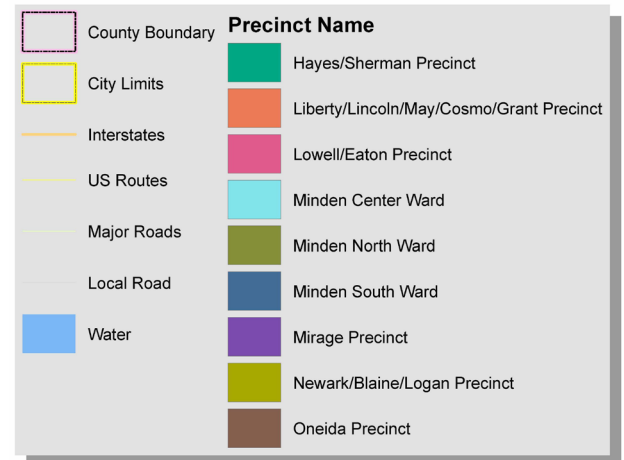 County Boundary
City Limits
Interstates
US Routes
Major Roads
Local Road
Water
Precinct Name
Hayes/Sherman Precinct
Liberty/Lincoln/May/Cosmo/Grant Precinct
Lowell/Eaton Precinct
Minden Center Ward
Minden North Ward
Minden South Ward
Mirage Precinct
Newark/Blaine/Logan Precinct
Oneida Precinct